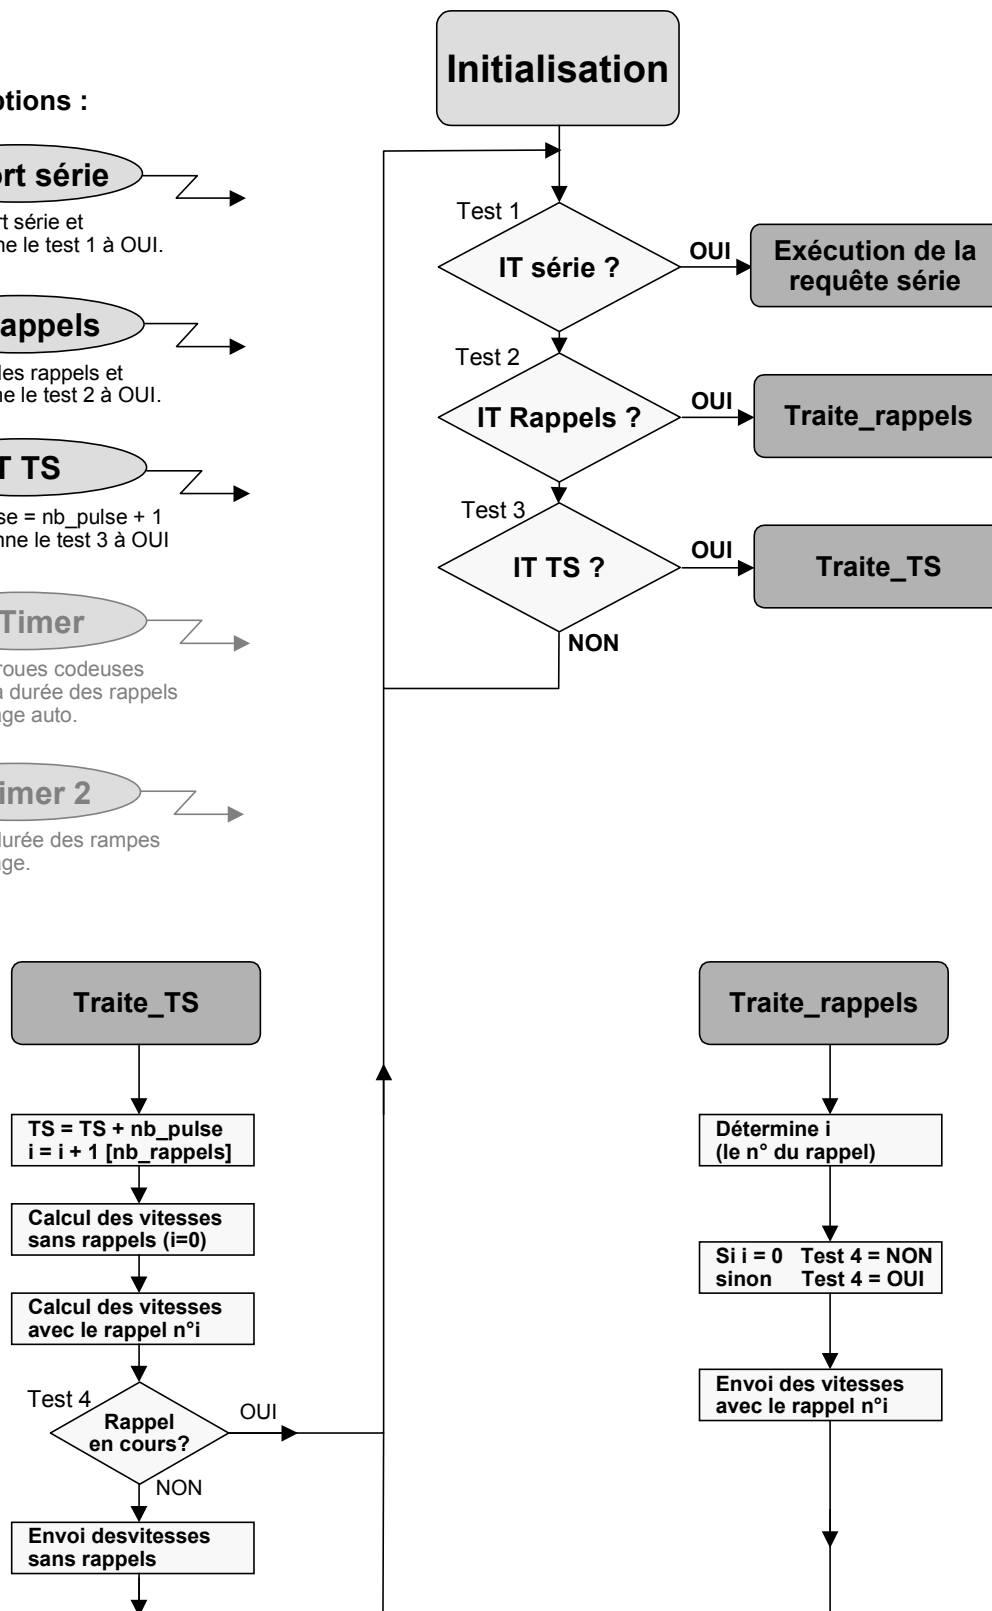 Initialisation
ptions :
ort série
rt série et
ne le test 1 à OUI.
appels
les rappels et
ne le test 2 à OUI.
T TS
se = nb_pulse + 1
nne le test 3 à OUI
Timer
roues codeuses
a durée des rappels
age auto.
imer 2
durée des rampes
age.
Test 1
IT série ?
OUI
Exécution de la
requête série
Test 2
IT Rappels ?
OUI
Traite_rappels
Test 3
IT TS ?
OUI
Traite_TS
NON
Traite_TS
TS = TS + nb_pulse
i = i + 1 [nb_rappels]
Calcul des vitesses
sans rappels (i=0)
Calcul des vitesses
avec le rappel n°i
Test 4
Rappel
en cours?
OUI
NON
Envoi desvitesses
sans rappels
Traite_rappels
Détermine i
(le n° du rappel)
Si i = 0 Test 4 = NON
sinon Test 4 = OUI
Envoi des vitesses
avec le rappel n°i